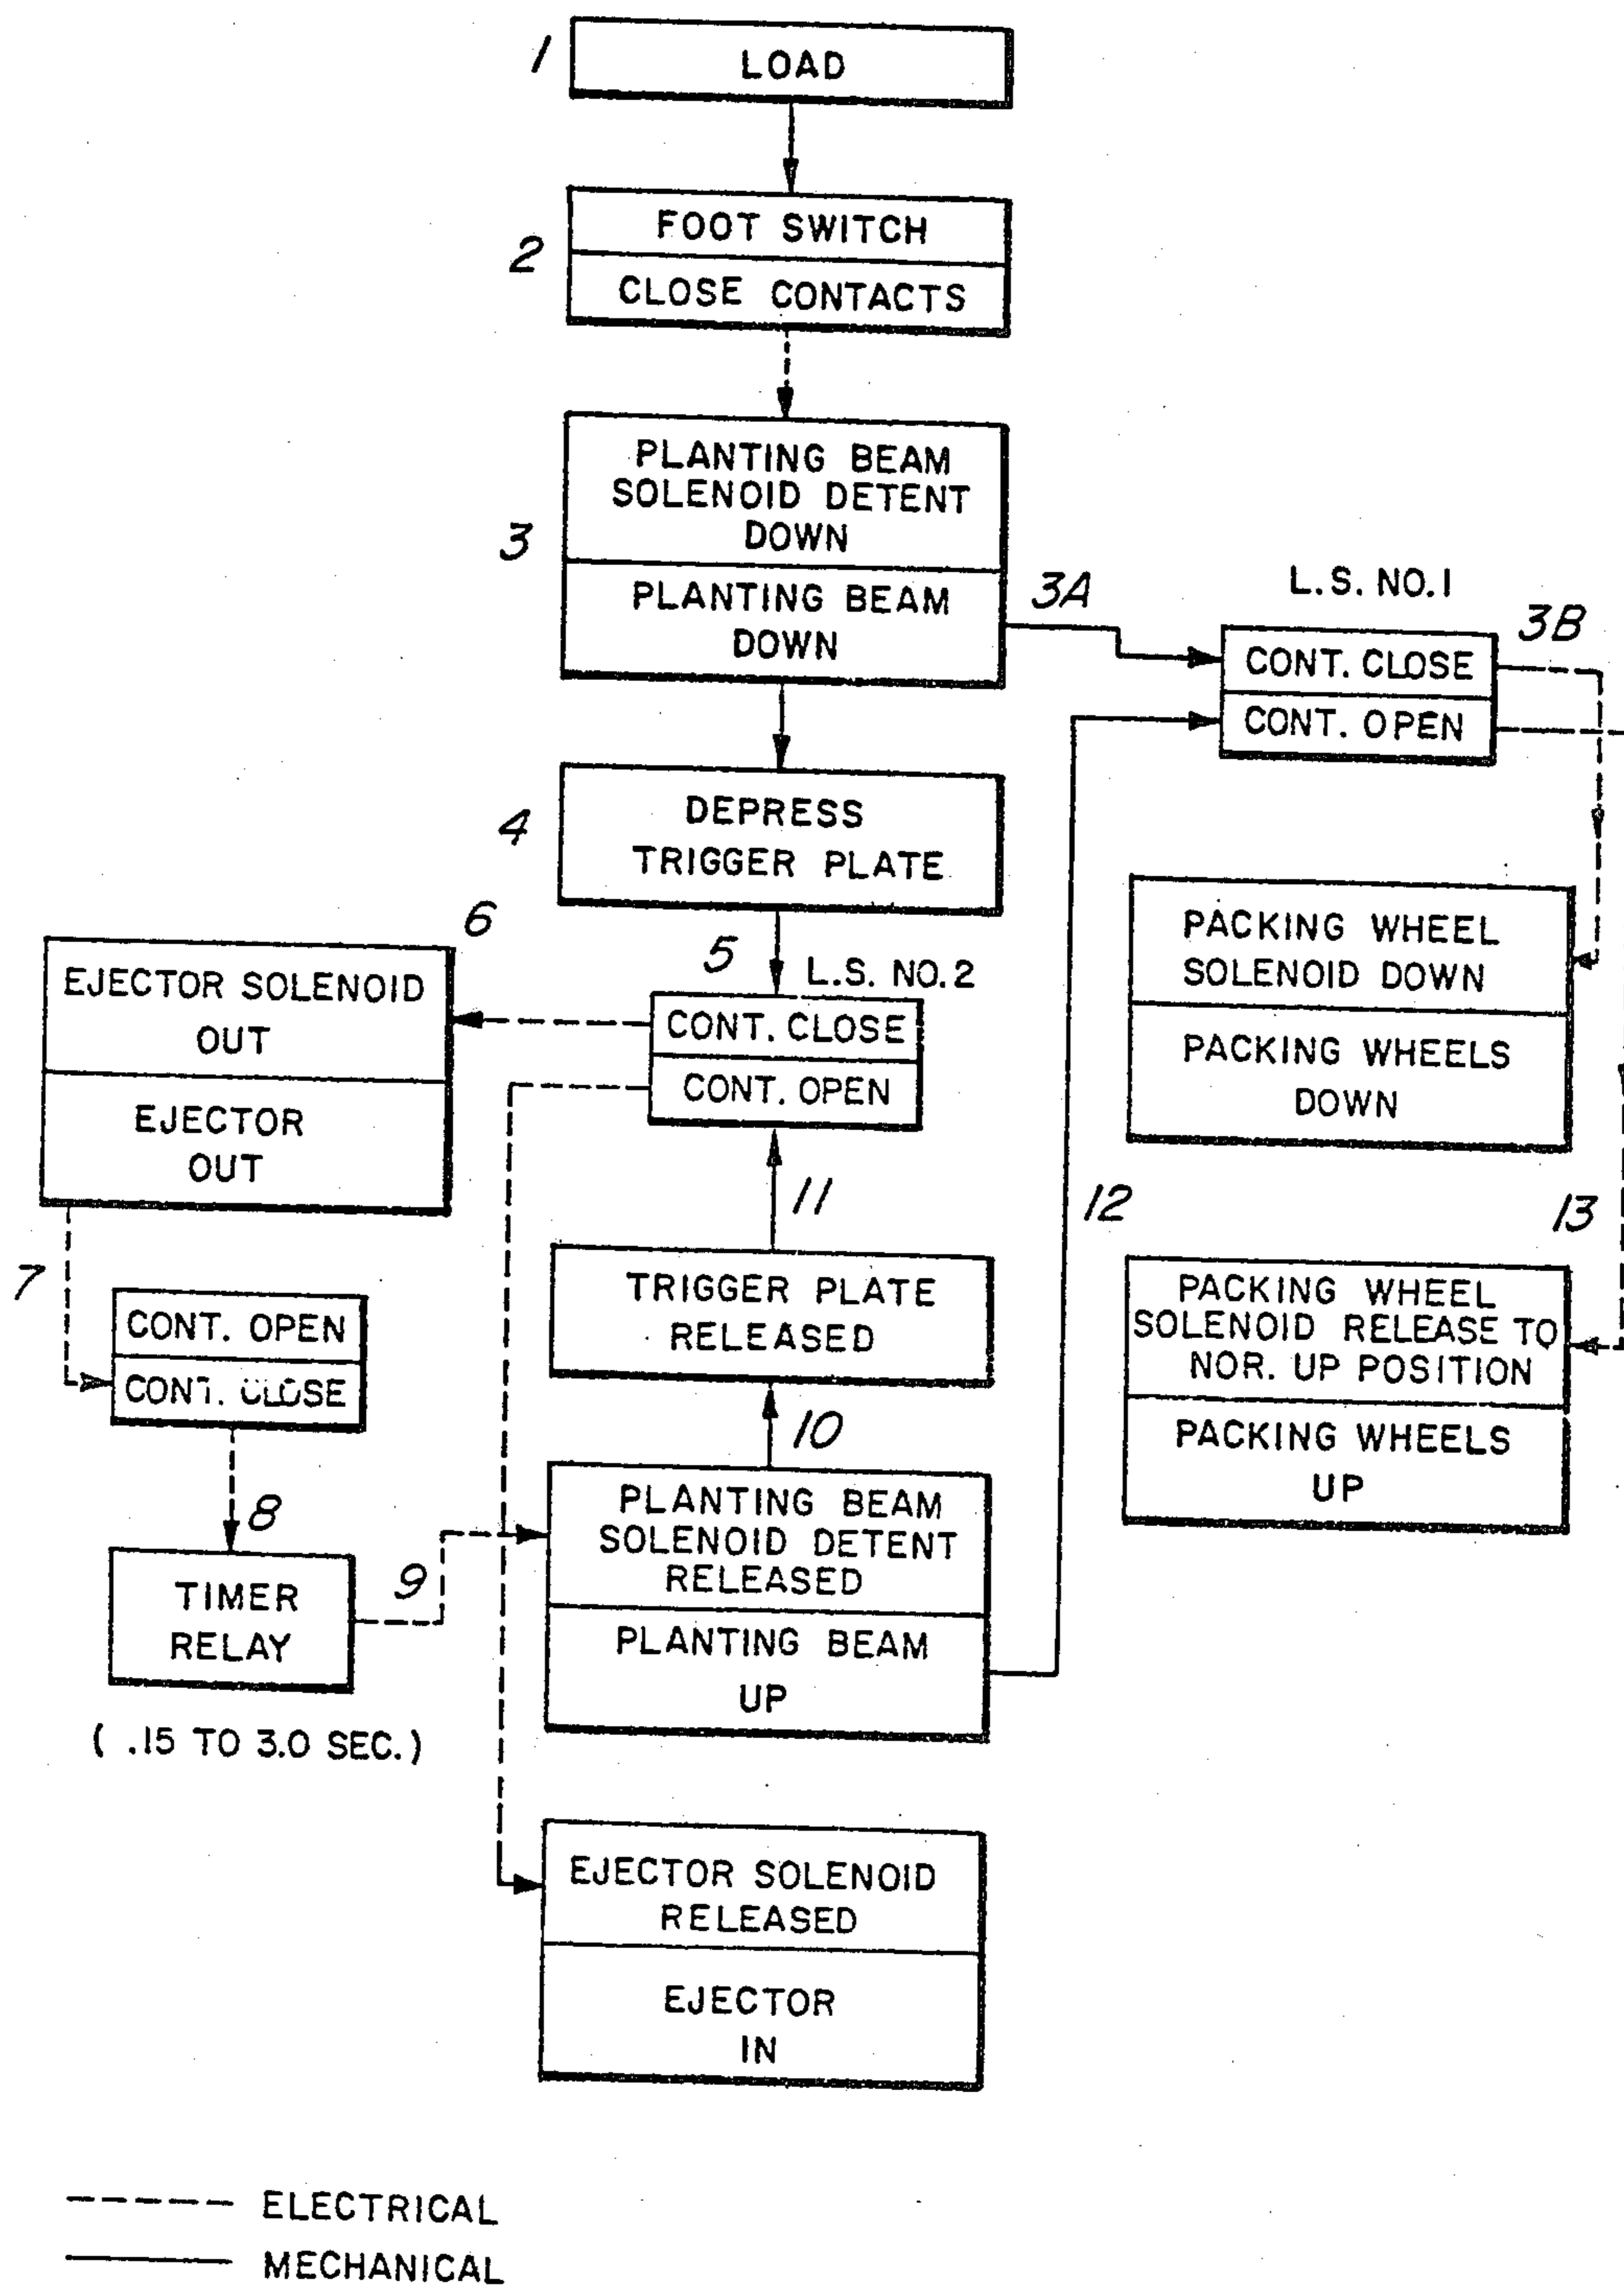 1
LOAD
2
FOOT SWITCH
CLOSE CONTACTS
3
PLANTING BEAM
SOLENOID DETENT
DOWN
PLANTING BEAM
DOWN
3A
L.S. NO.1
3B
CONT. CLOSE
CONT. OPEN
4
DEPRESS
TRIGGER PLATE
PACKING WHEEL
SOLENOID DOWN
PACKING WHEELS
DOWN
5
L.S. NO.2
CONT. CLOSE
CONT. OPEN
6
EJECTOR SOLENOID
OUT
EJECTOR
OUT
7
CONT. OPEN
CONT. CLOSE
8
TIMER
RELAY
(.15 TO 3.0 SEC.)
9
11
TRIGGER PLATE
RELEASED
10
PLANTING BEAM
SOLENOID DETENT
RELEASED
PLANTING BEAM
UP
12
13
PACKING WHEEL
SOLENOID RELEASE TO
NOR. UP POSITION
PACKING WHEELS
UP
EJECTOR SOLENOID
RELEASED
EJECTOR
IN
ELECTRICAL
MECHANICAL